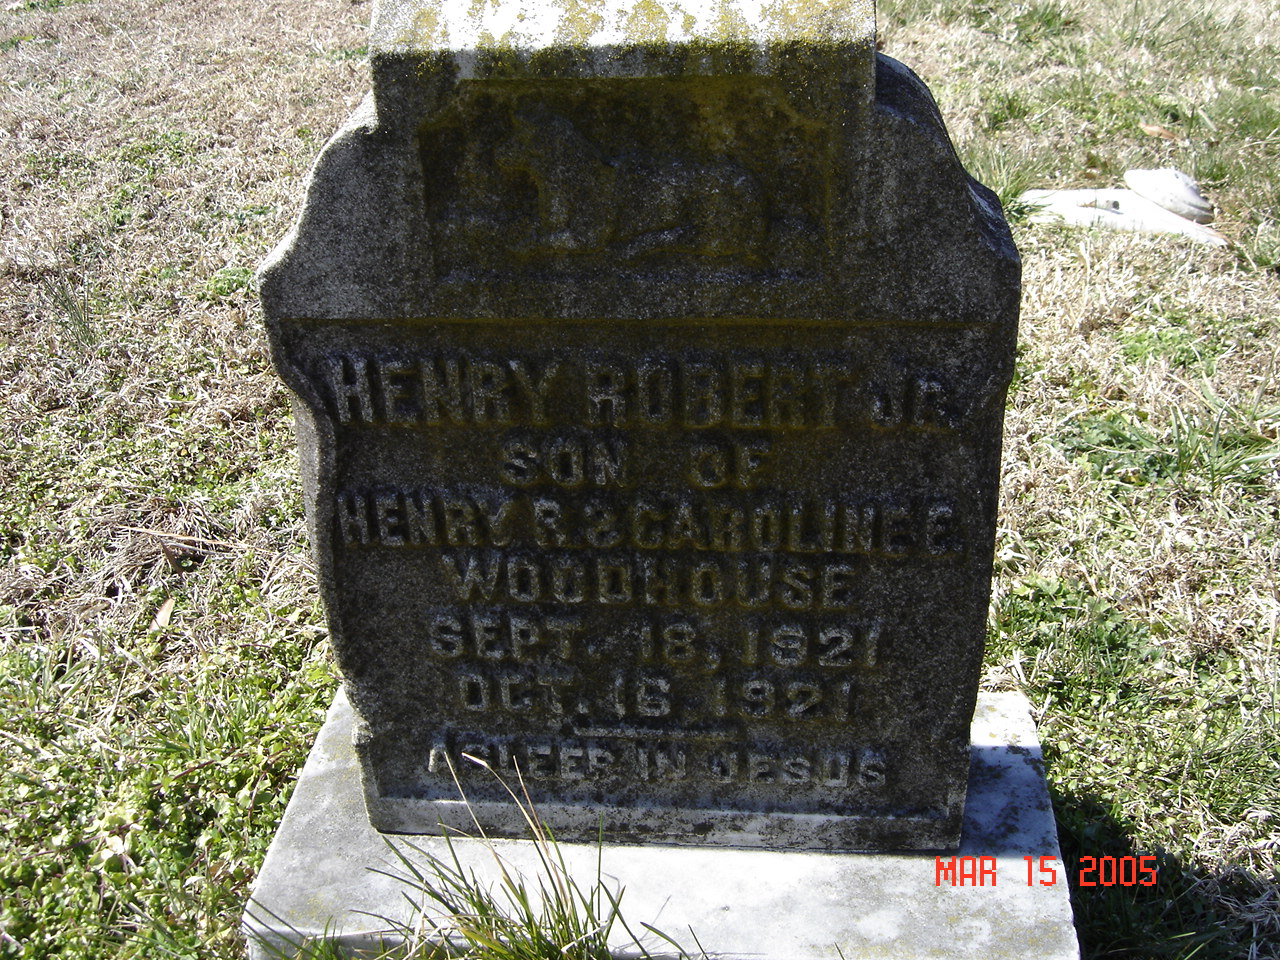 HENRY ROBERT JR.
SON OF
HENRY R. & CAROLINE C.
WOODHOUSE
SEPT. 18, 1921
OCT. 16 1921
ASLEEP IN JESUS
MAR 15 2005